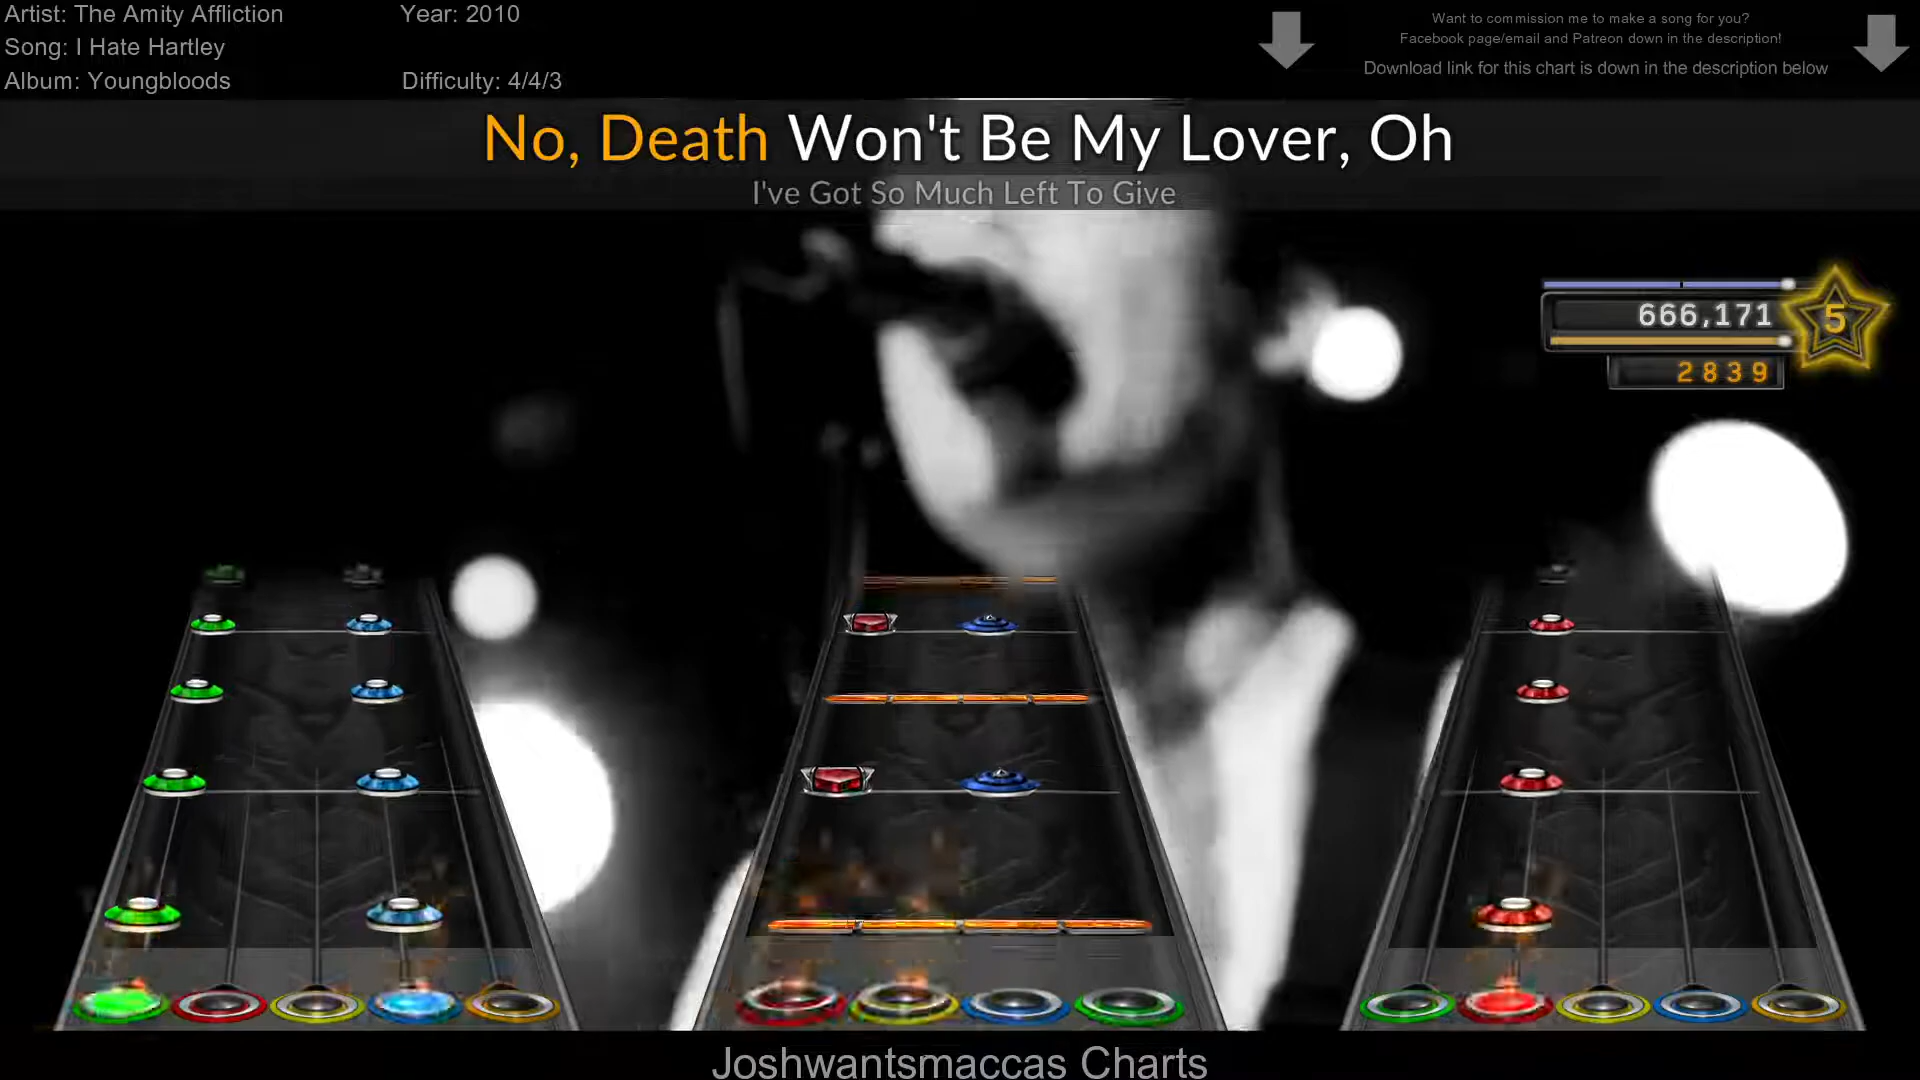 Artist: The Amity Affliction
Year: 2010
Song: I Hate Hartley
Album: Youngbloods
Difficulty: 4/4/3
Want to commission me to make a song for you?
Facebook page/email and Patreon down in the description!
Download link for this chart is down in the description below
No, Death Won't Be My Lover, Oh
I've Got So Much Left To Give
666,171
5
2839
Joshwantsmaccas Charts